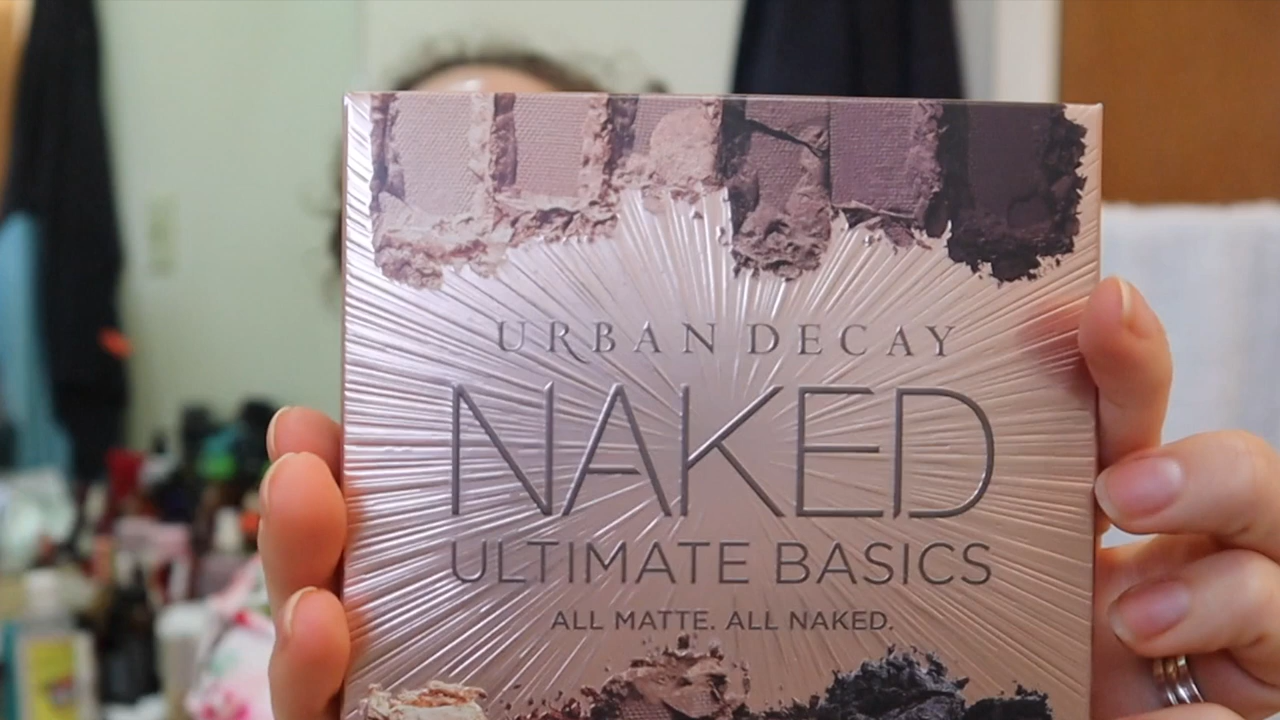 URBAN DECAY
NAKED
ULTIMATE BASICS
ALL MATTE. ALL NAKED.